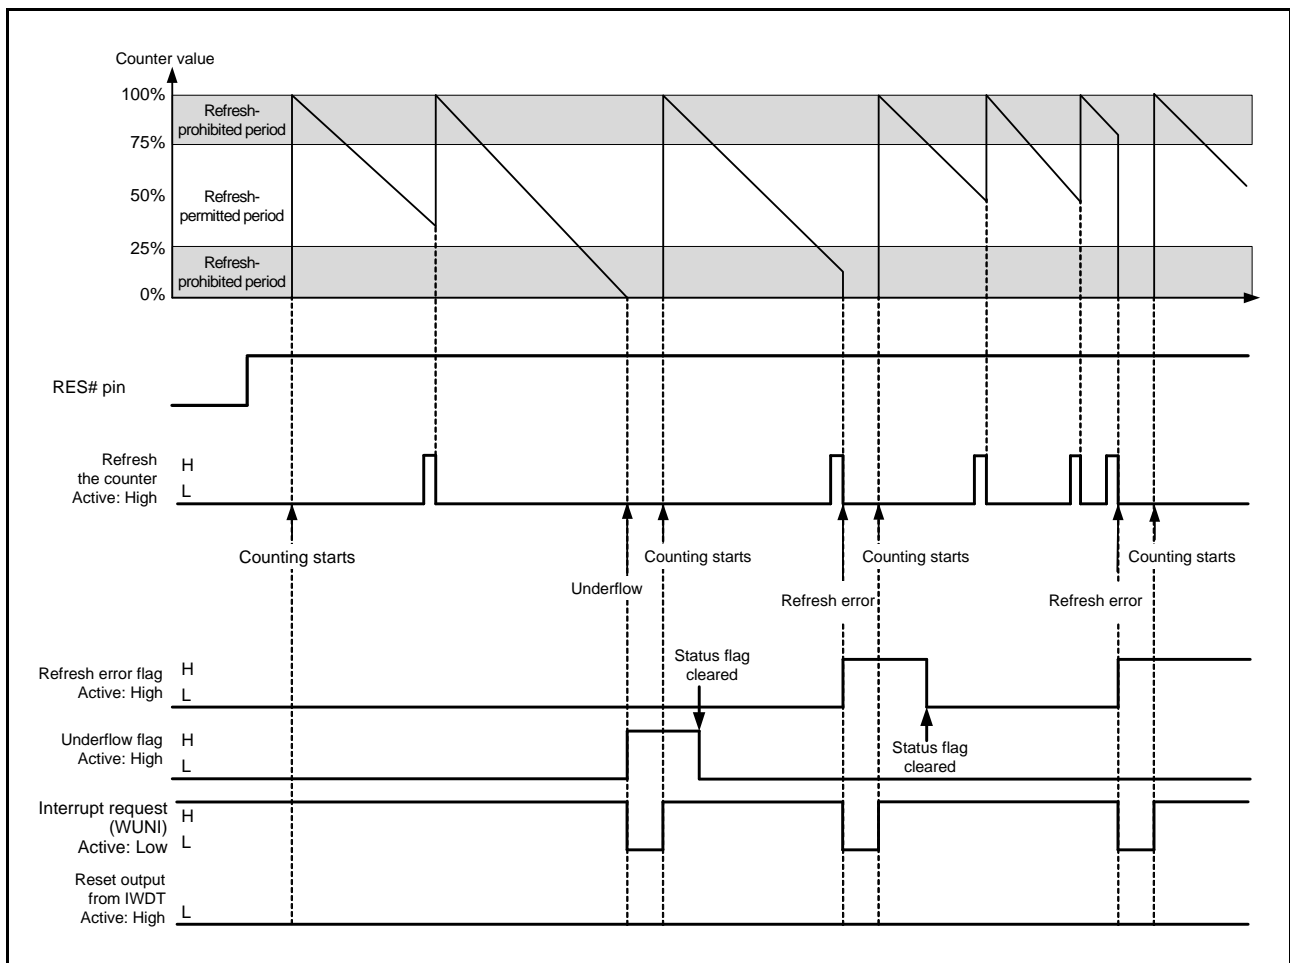 Counter value
100%
Refresh-
prohibited period
75%
50%
Refresh-
permitted period
25%
Refresh-
prohibited period
0%
RES# pin
Refresh
the counter
Active: High
H
L
Counting starts
Counting starts
Counting starts
Counting starts
Underflow
Refresh error
Refresh error
Refresh error flag
Active: High
H
L
Status flag
cleared
Status flag
cleared
Underflow flag
Active: High
H
L
Interrupt request
(WUNI)
Active: Low
H
L
Reset output
from IWDT
Active: High
L